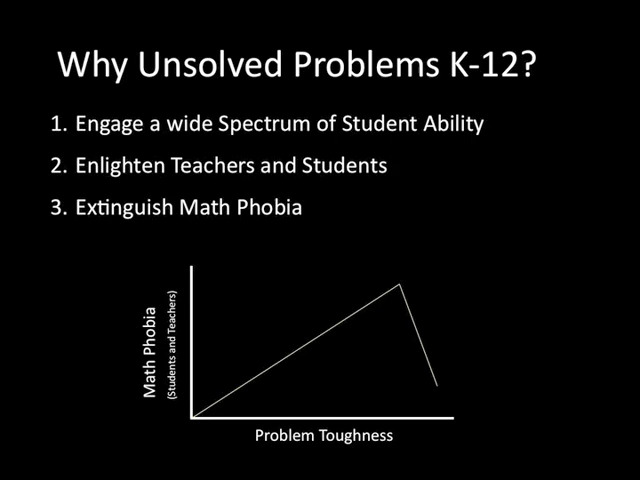 Why Unsolved Problems K-12?
1. Engage a wide Spectrum of Student Ability
2. Enlighten Teachers and Students
3. Extinguish Math Phobia
Math Phobia
(Students and Teachers)
Problem Toughness